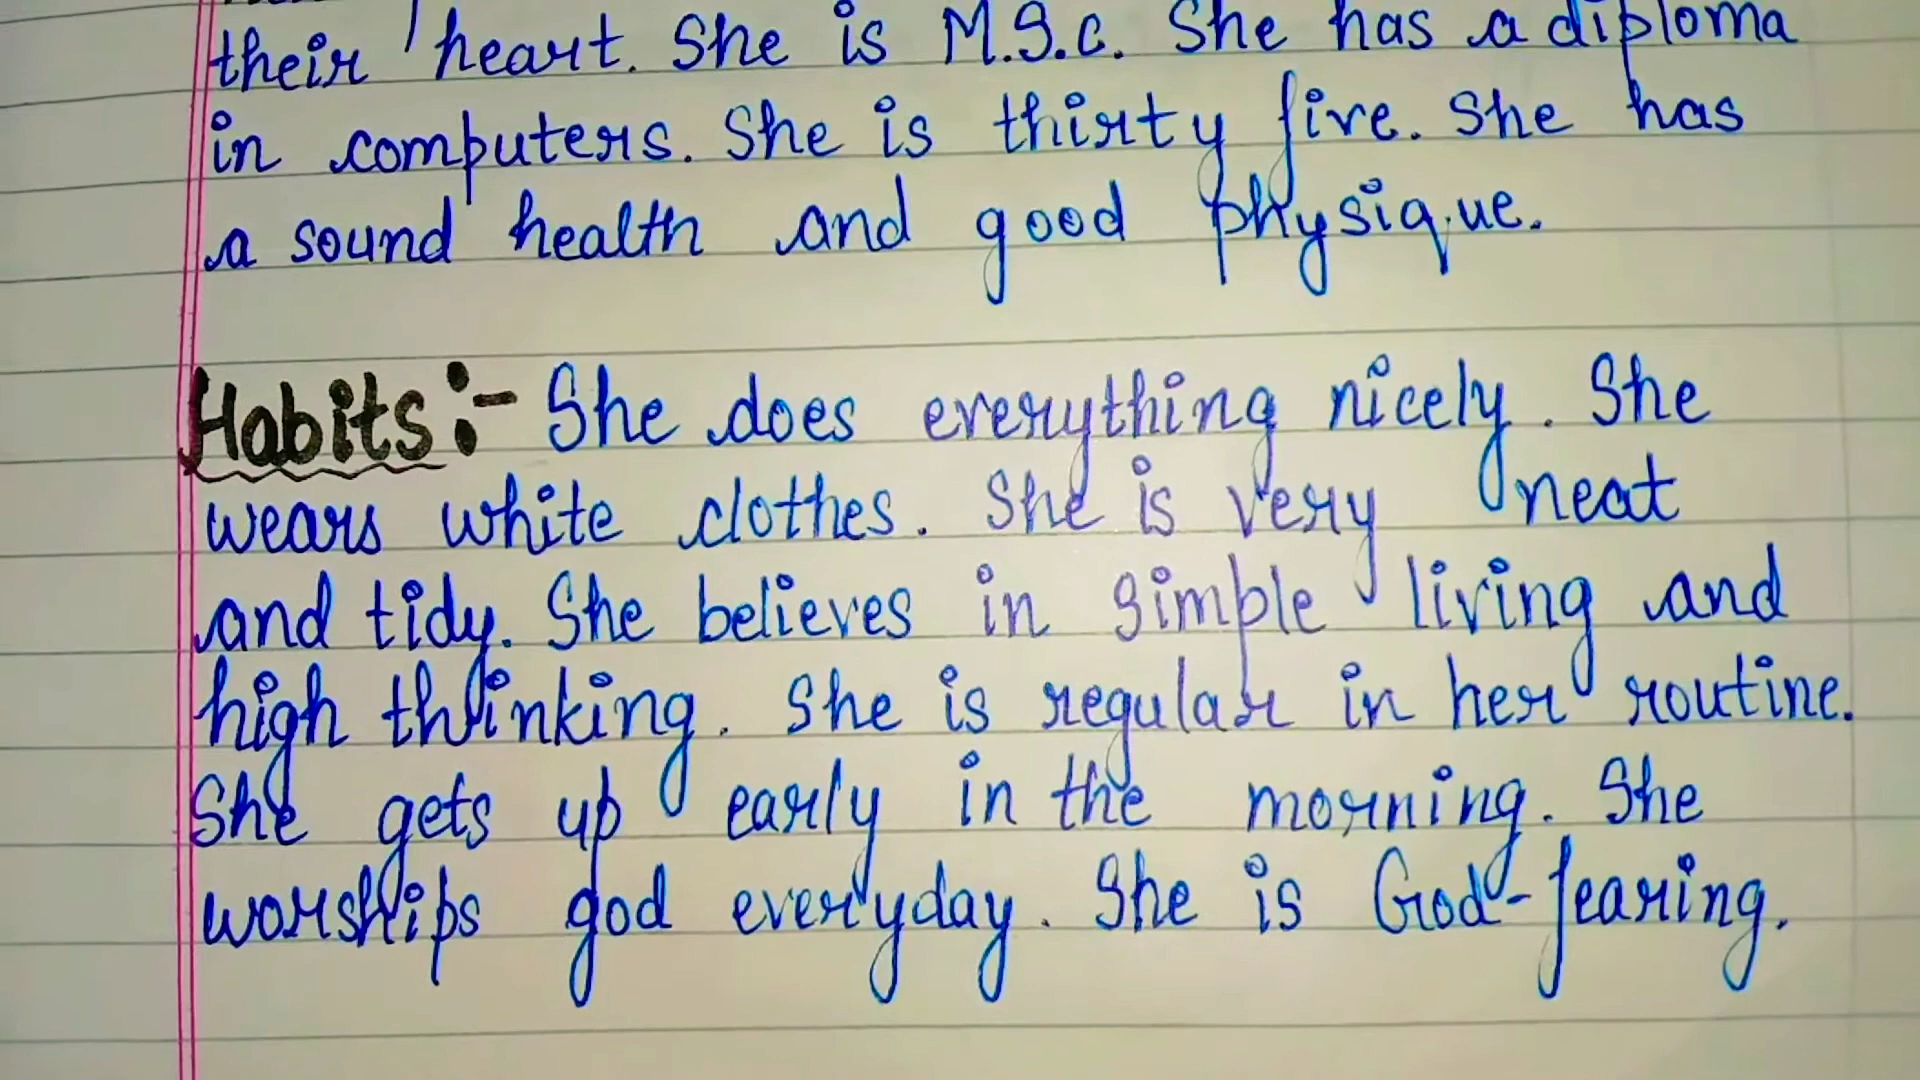 their heart. She is M.S.c. She has a diploma
in computers. She is thirty five. She has
a sound health and good physique.
Habits:- She does everything nicely. She
wears white clothes. She is very neat
and tidy. She believes in simple living and
high thinking. She is regular in her routine.
She gets up early in the morning. She
worships god everyday. She is God-fearing.